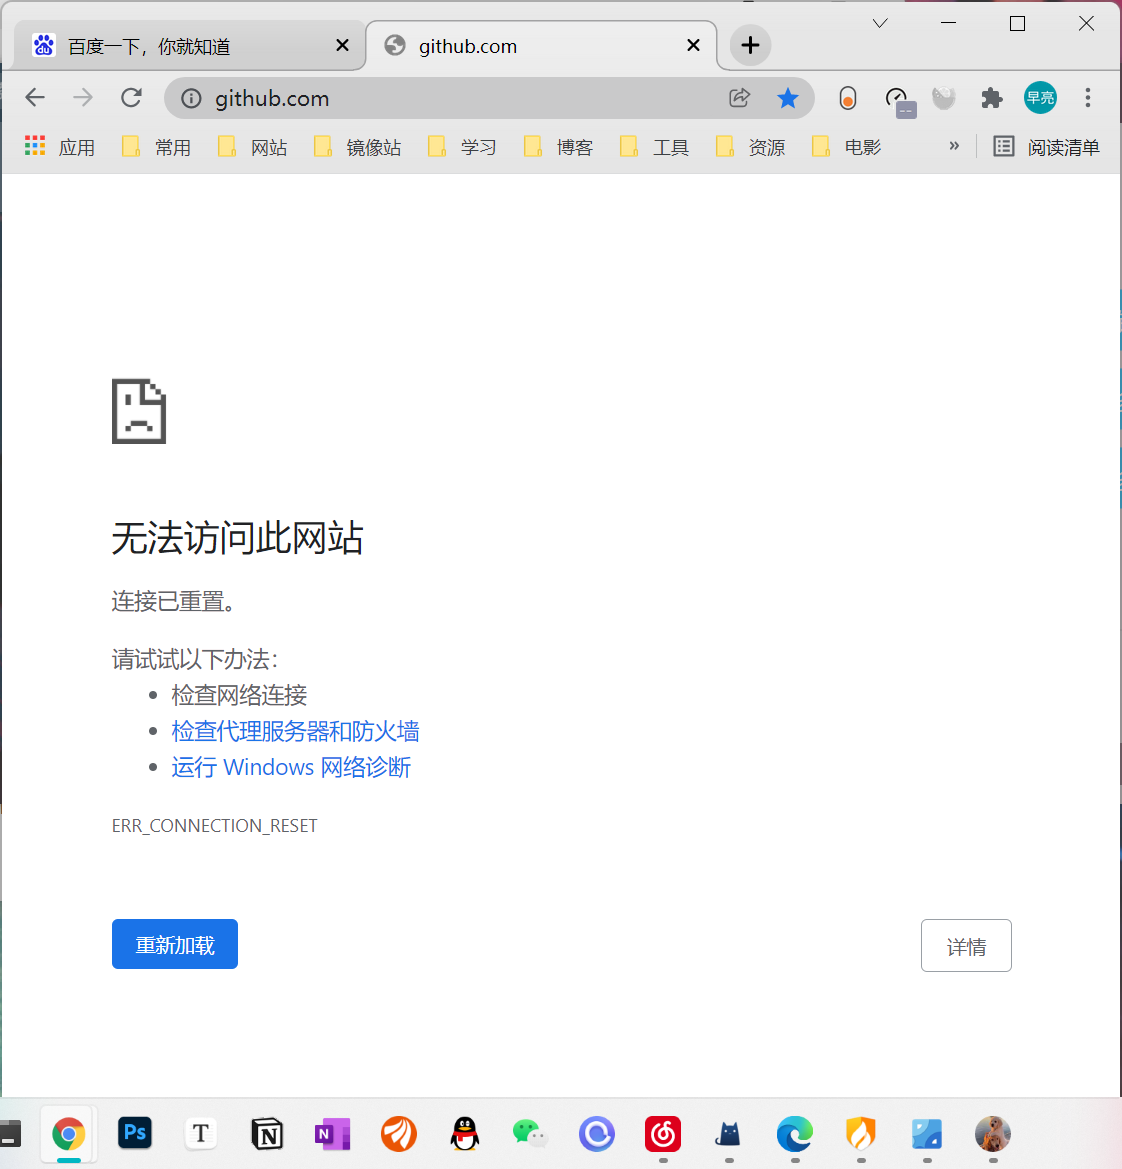 百度一下，你就知道
github.com
github.com
早亮
应用 常用 网站 镜像站 学习 博客 工具 资源 电影 » 阅读清单
无法访问此网站
连接已重置。
请试试以下办法：
检查网络连接
检查代理服务器和防火墙
运行 Windows 网络诊断
ERR_CONNECTION_RESET
重新加载
详情
Ps T N N